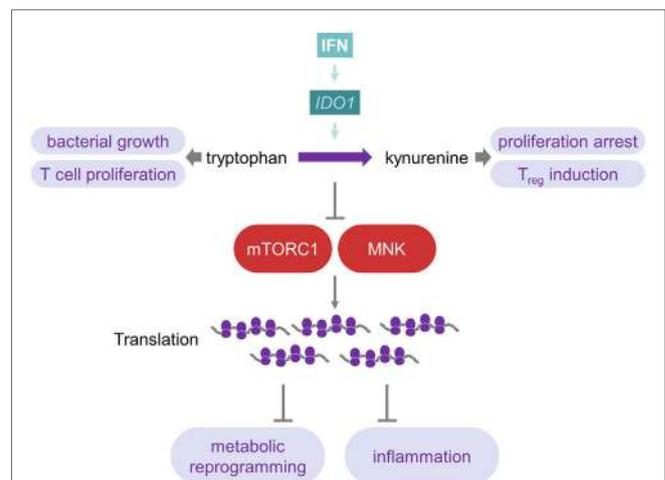 IFN
IDO1
bacterial growth
T cell proliferation
tryptophan
kynurenine
proliferation arrest
Treg induction
mTORC1
MNK
Translation
metabolic
reprogramming
inflammation